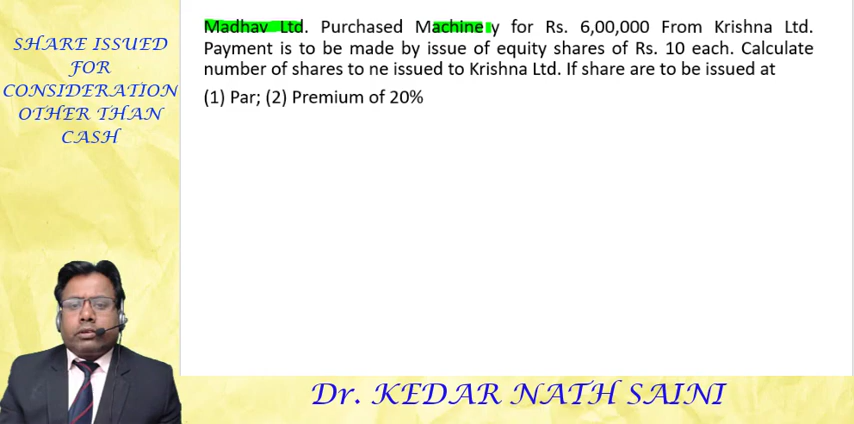 SHARE ISSUED
FOR
CONSIDERATION
OTHER THAN
CASH
Madhav Ltd. Purchased Machinery for Rs. 6,00,000 From Krishna Ltd.
Payment is to be made by issue of equity shares of Rs. 10 each. Calculate
number of shares to ne issued to Krishna Ltd. If share are to be issued at
(1) Par; (2) Premium of 20%
Dr. KEDAR NATH SAINI